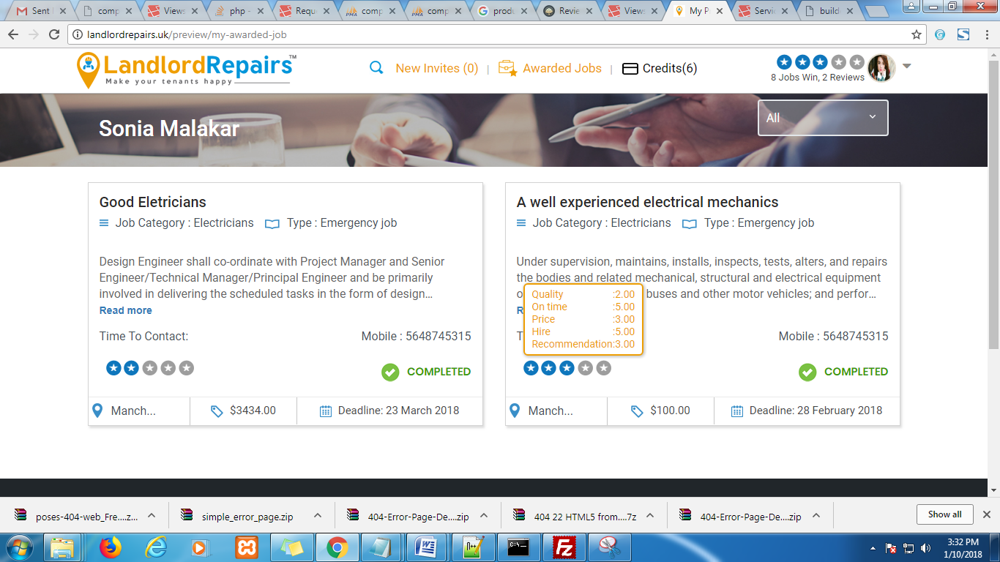 Sent
comp
Views
php -
Requ
comp
comp
produ
Revie
Views
My P
Servi
build
landlordrepairs.uk/preview/my-awarded-job
LandlordRepairs™
Make your tenants happy
New Invites (0) | Awarded Jobs | Credits(6)
8 Jobs Win, 2 Reviews
Sonia Malakar
All
Good Eletricians
Job Category : Electricians Type : Emergency job
Design Engineer shall co-ordinate with Project Manager and Senior
Engineer/Technical Manager/Principal Engineer and be primarily
involved in delivering the scheduled tasks in the form of design...
Read more
Time To Contact: Mobile : 5648745315
COMPLETED
Manch... $3434.00 Deadline: 23 March 2018
A well experienced electrical mechanics
Job Category : Electricians Type : Emergency job
Under supervision, maintains, installs, inspects, tests, alters, and repairs
the bodies and related mechanical, structural and electrical equipment
buses and other motor vehicles; and perfor...
Quality :2.00
On time :5.00
Price :3.00
Hire :5.00
Recommendation:3.00
Mobile : 5648745315
COMPLETED
Manch... $100.00 Deadline: 28 February 2018
poses-404-web_Fre....z...
simple_error_page.zip
404-Error-Page-De....zip
404 22 HTML5 from....7z
404-Error-Page-De....zip
Show all
3:32 PM
1/10/2018